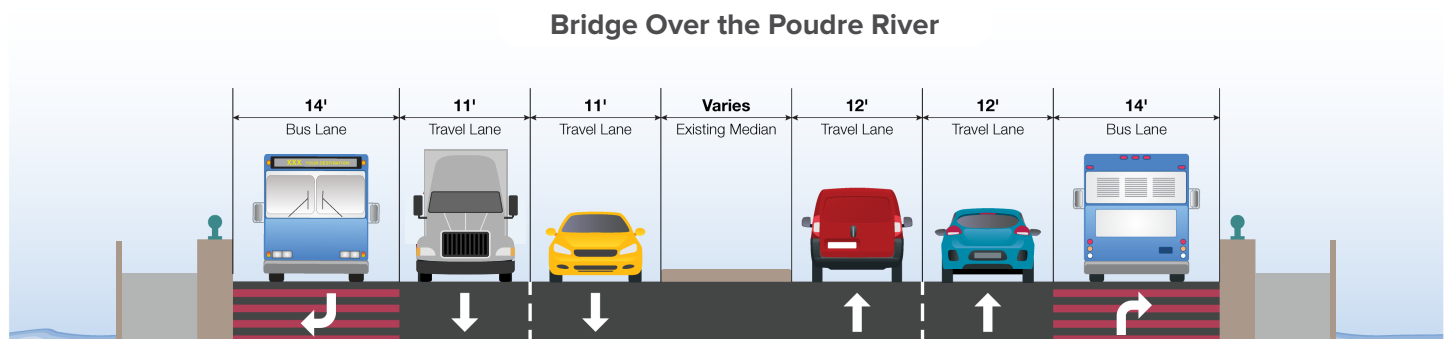 Bridge Over the Poudre River
14' 11' 11' Varies 12' 12' 14'
Bus Lane Travel Lane Travel Lane Existing Median Travel Lane Travel Lane Bus Lane
XXX